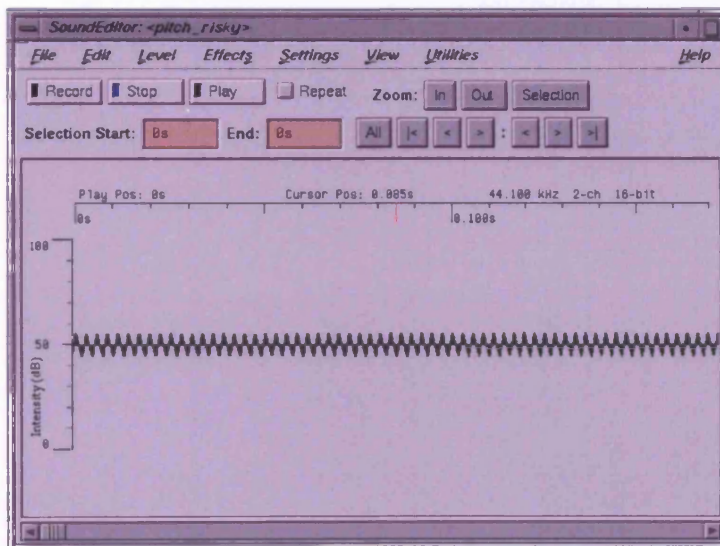 SoundEditor: <pitch_risky>
File Edit Level Effects Settings View Utilities Help
Record Stop Play Repeat Zoom: In Out Selection
Selection Start: 0s End: 0s All |< < > : < > >|
Play Pos: 0s Cursor Pos: 0.085s 44.100 kHz 2-ch 16-bit
0s 0.100s
100
50
Intensity(dB)
0